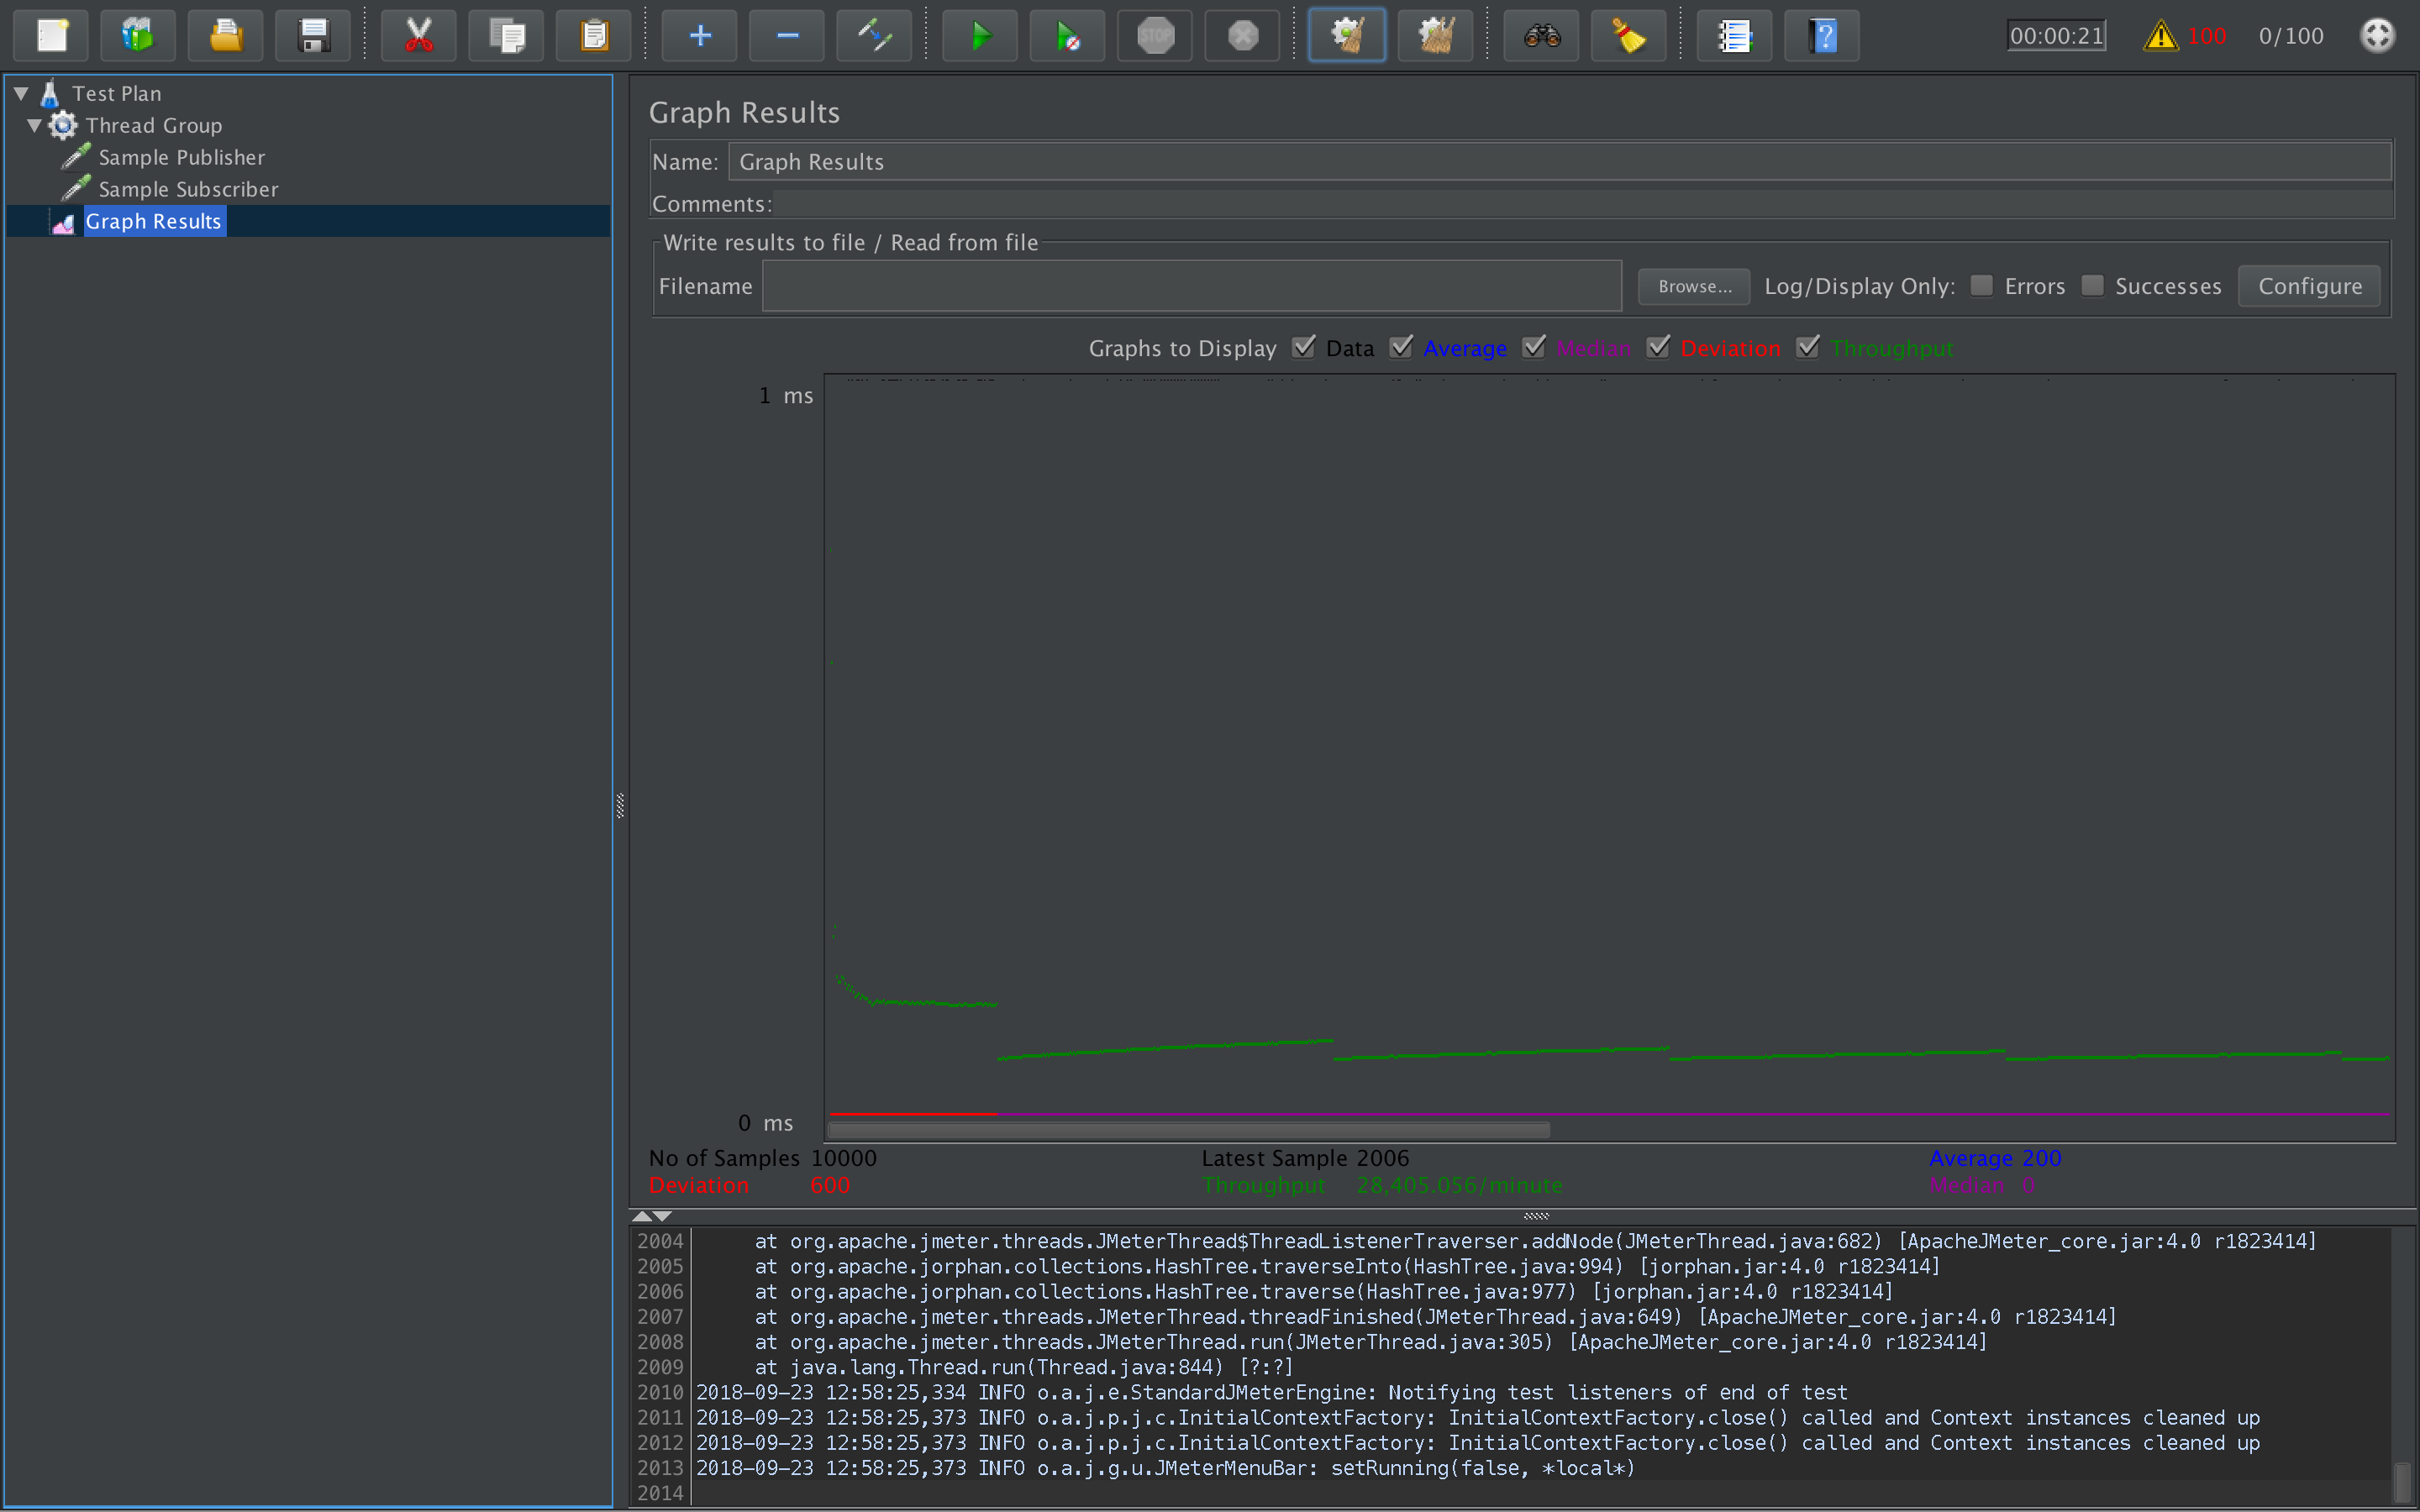 STOP
00:00:21
100
0/100
Test Plan
Thread Group
Sample Publisher
Sample Subscriber
Graph Results
Graph Results
Name: Graph Results
Comments:
Write results to file / Read from file
Filename Browse... Log/Display Only: Errors Successes Configure
Graphs to Display Data Average Median Deviation Throughput
1 ms
0 ms
No of Samples 10000 Latest Sample 2006 Average 200
Deviation 600 Throughput 28,405.056/minute Median 0
2004 at org.apache.jmeter.threads.JMeterThread$ThreadListenerTraverser.addNode(JMeterThread.java:682) [ApacheJMeter_core.jar:4.0 r1823414]
2005 at org.apache.jorphan.collections.HashTree.traverseInto(HashTree.java:994) [jorphan.jar:4.0 r1823414]
2006 at org.apache.jorphan.collections.HashTree.traverse(HashTree.java:977) [jorphan.jar:4.0 r1823414]
2007 at org.apache.jmeter.threads.JMeterThread.threadFinished(JMeterThread.java:649) [ApacheJMeter_core.jar:4.0 r1823414]
2008 at org.apache.jmeter.threads.JMeterThread.run(JMeterThread.java:305) [ApacheJMeter_core.jar:4.0 r1823414]
2009 at java.lang.Thread.run(Thread.java:844) [?:?]
2010 2018-09-23 12:58:25,334 INFO o.a.j.e.StandardJMeterEngine: Notifying test listeners of end of test
2011 2018-09-23 12:58:25,373 INFO o.a.j.p.j.c.InitialContextFactory: InitialContextFactory.close() called and Context instances cleaned up
2012 2018-09-23 12:58:25,373 INFO o.a.j.p.j.c.InitialContextFactory: InitialContextFactory.close() called and Context instances cleaned up
2013 2018-09-23 12:58:25,373 INFO o.a.j.g.u.JMeterMenuBar: setRunning(false, *local*)
2014